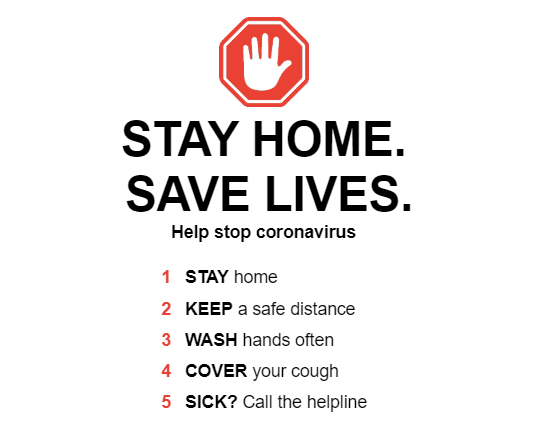 STAY HOME.
SAVE LIVES.
Help stop coronavirus
1 STAY home
2 KEEP a safe distance
3 WASH hands often
4 COVER your cough
5 SICK? Call the helpline